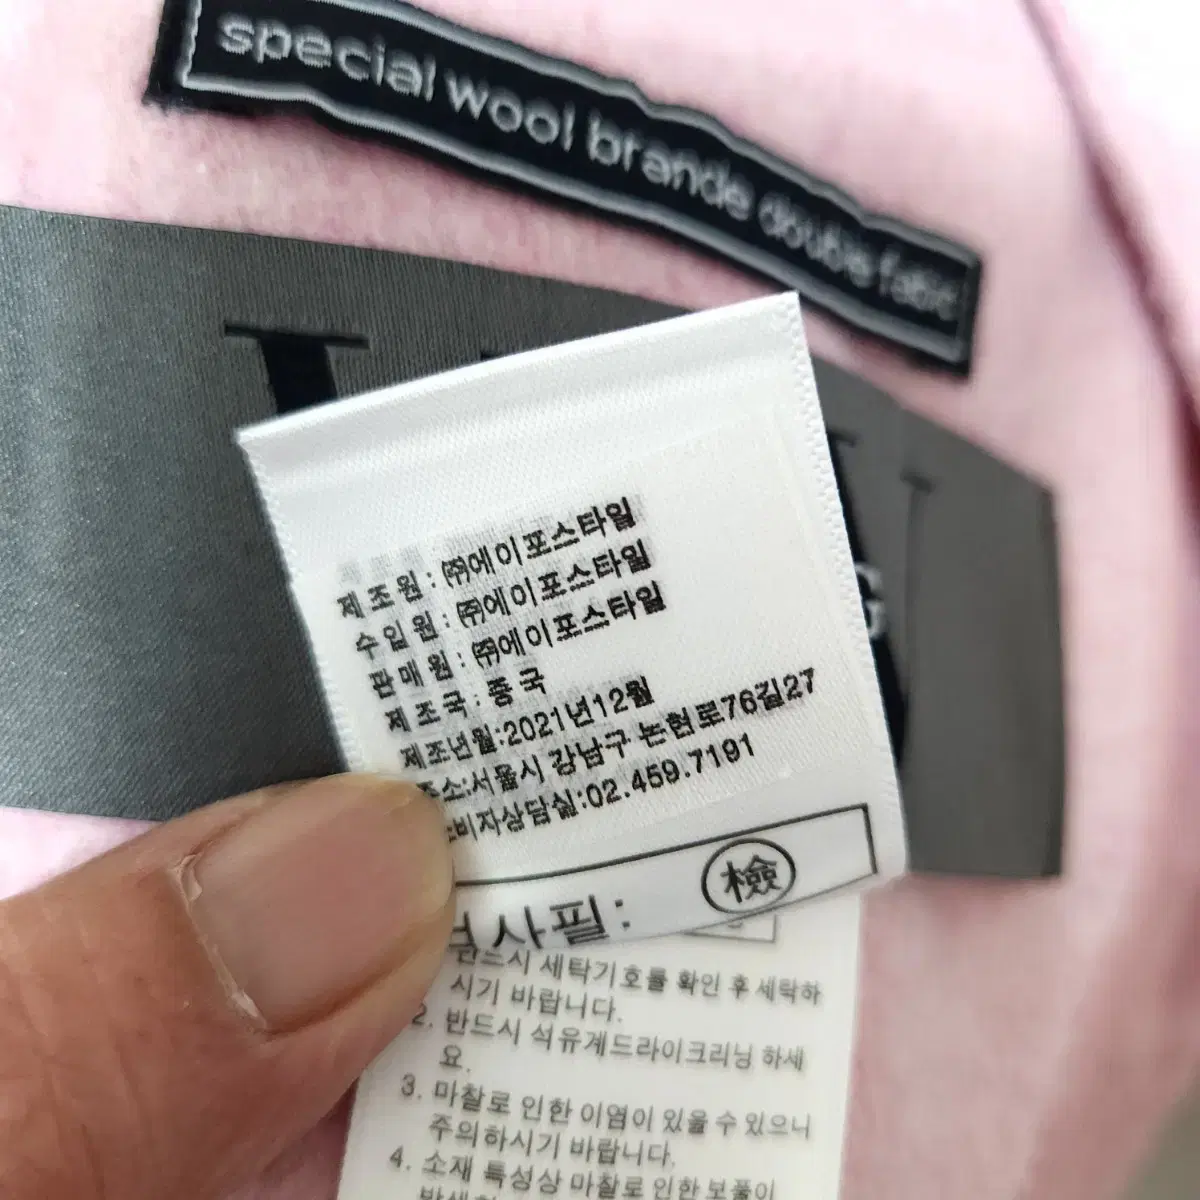 special wool brande double fabric
제조원 : ㈜에이포스타일
수입원 : ㈜에이포스타일
판매원 : ㈜에이포스타일
제조국 : 중국
제조년월:2021년12월
주소:서울시 강남구 논현로76길27
소비자상담실:02.459.7191
검사필: 檢
반드시 세탁기호를 확인 후 세탁하
시기 바랍니다.
2. 반드시 석유계드라이크리닝 하세
요.
3. 마찰로 인한 이염이 있을 수 있으니
주의하시기 바랍니다.
4. 소재 특성상 마찰로 인한 보풀이